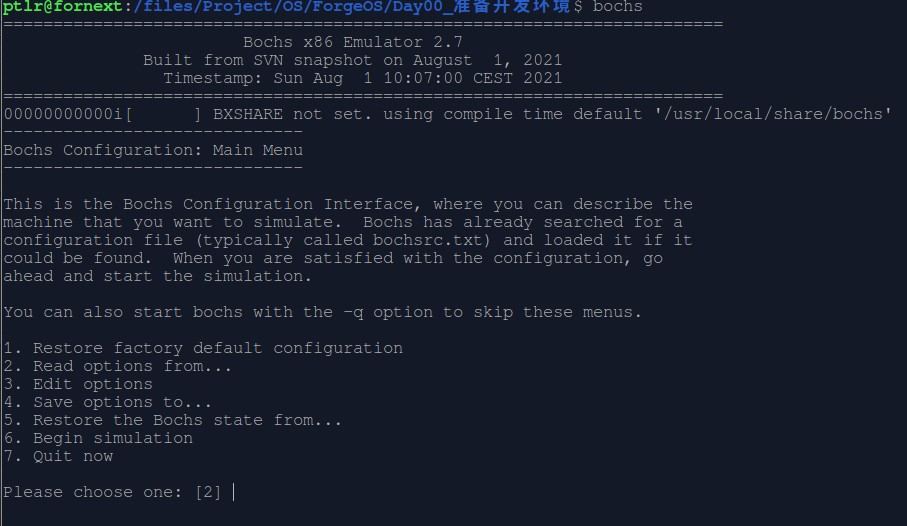 ptlr@fornext:/files/Project/OS/ForgeOS/Day00_准备开发环境$ bochs
========================================================================
                        Bochs x86 Emulator 2.7
              Built from SVN snapshot on August  1, 2021
                Timestamp: Sun Aug  1 10:07:00 CEST 2021
========================================================================
00000000000i[      ] BXSHARE not set. using compile time default '/usr/local/share/bochs'
------------------------------
Bochs Configuration: Main Menu
------------------------------
This is the Bochs Configuration Interface, where you can describe the
machine that you want to simulate.  Bochs has already searched for a
configuration file (typically called bochsrc.txt) and loaded it if it
could be found.  When you are satisfied with the configuration, go
ahead and start the simulation.
You can also start bochs with the -q option to skip these menus.
1. Restore factory default configuration
2. Read options from...
3. Edit options
4. Save options to...
5. Restore the Bochs state from...
6. Begin simulation
7. Quit now
Please choose one: [2]